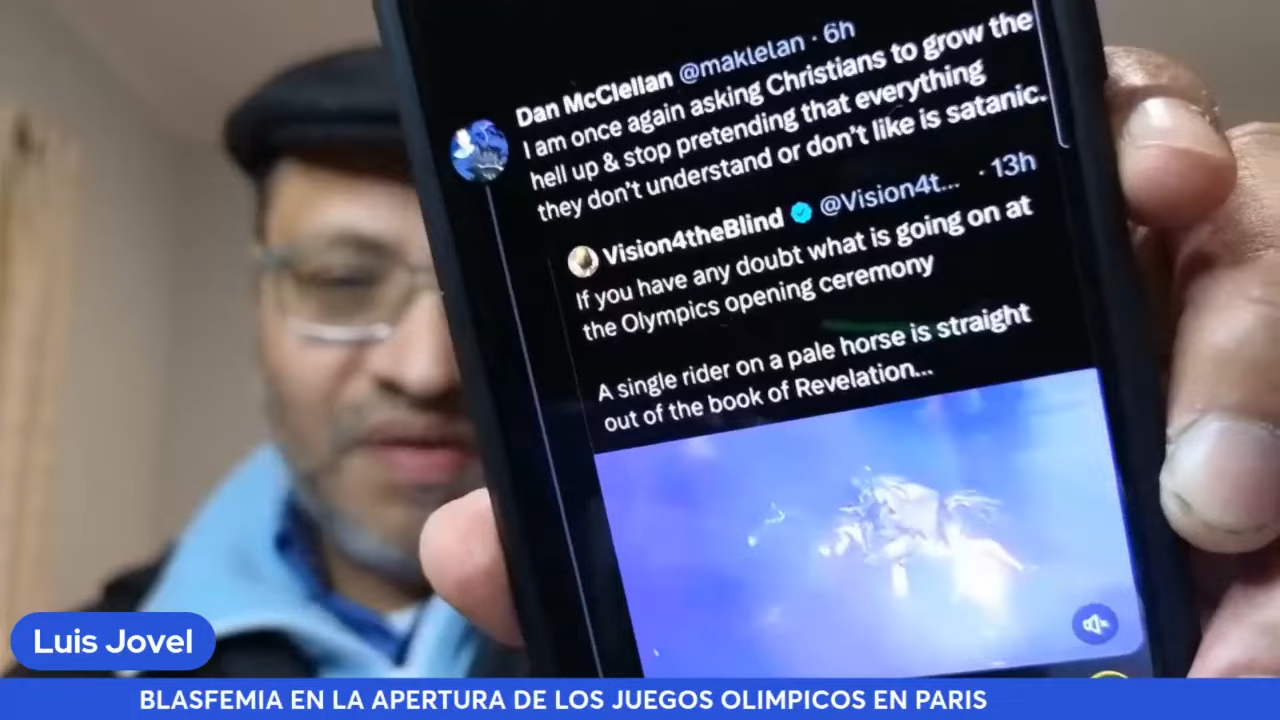 Dan McClellan @maklelan · 6h
I am once again asking Christians to grow the
hell up & stop pretending that everything
they don't understand or don't like is satanic.
Vision4theBlind @Vision4t... · 13h
If you have any doubt what is going on at
the Olympics opening ceremony
A single rider on a pale horse is straight
out of the book of Revelation...
Luis Jovel
BLASFEMIA EN LA APERTURA DE LOS JUEGOS OLIMPICOS EN PARIS